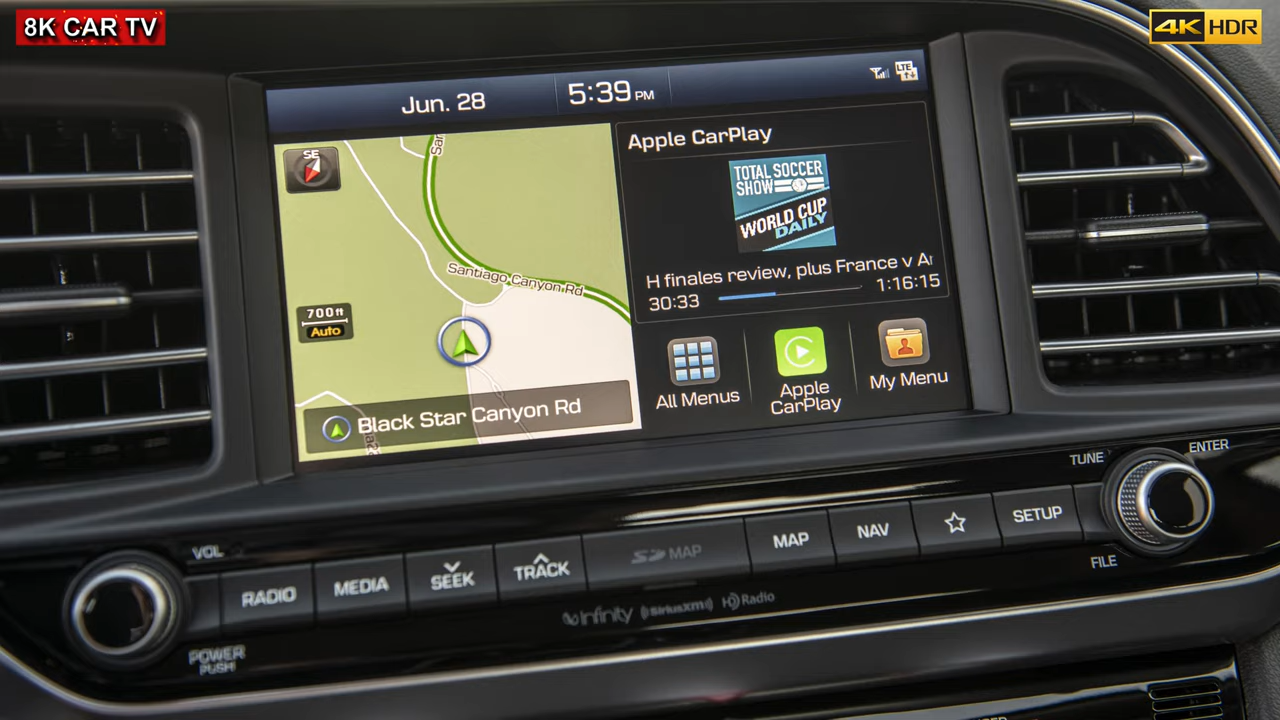 8K CAR TV
4K HDR
Jun. 28
5:39 PM
LTE
SE
San
Santiago Canyon Rd
700ft
Auto
Black Star Canyon Rd
Apple CarPlay
TOTAL SOCCER
SHOW
WORLD CUP
DAILY
H finales review, plus France v Ar
30:33
1:16:15
All Menus
Apple
CarPlay
My Menu
TUNE
ENTER
FILE
VOL
POWER
PUSH
RADIO
MEDIA
SEEK
TRACK
SD MAP
MAP
NAV
SETUP
infinity
SiriusXM
HD Radio